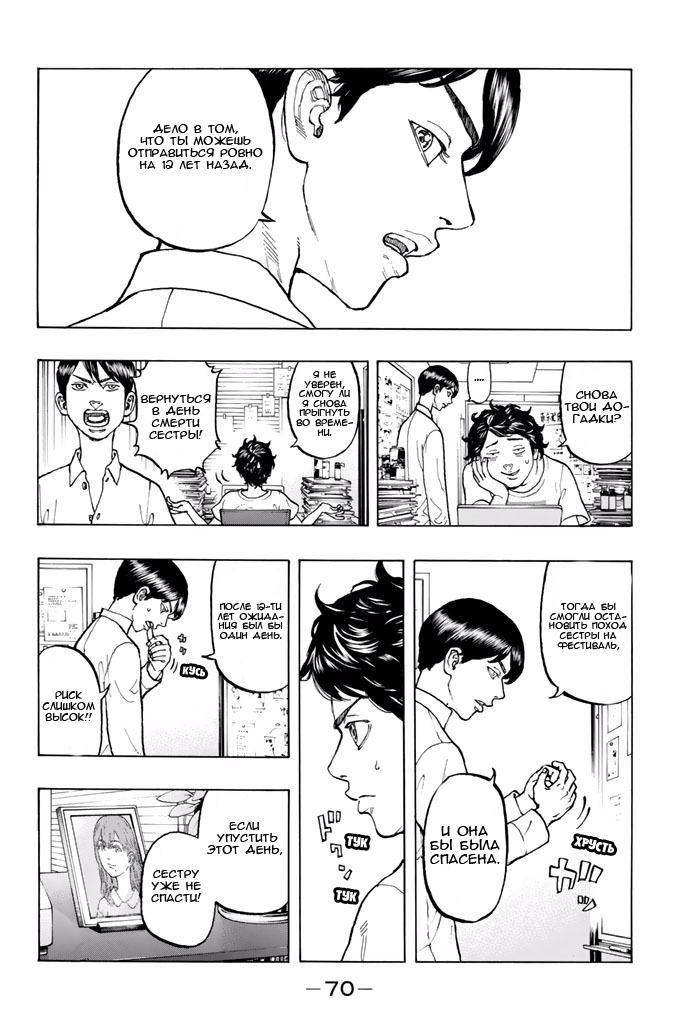 ДЕЛО В ТОМ,
ЧТО ТЫ МОЖЕШЬ
ОТПРАВИТЬСЯ РОВНО
НА 12 ЛЕТ НАЗАД.
СНОВА
ТВОИ ДО-
ГАДКИ?
....
Я НЕ
УВЕРЕН,
СМОГУ ЛИ
Я СНОВА
ПРЫГНУТЬ
ВО ВРЕМЕ-
НИ.
ВЕРНУТЬСЯ
В ДЕНЬ
СМЕРТИ
СЕСТРЫ!
ТОГДА БЫ
СМОГЛИ ОСТА-
НОВИТЬ ПОХОД
СЕСТРЫ НА
ФЕСТИВАЛЬ,
ХРУСТЬ
И ОНА
БЫ БЫЛА
СПАСЕНА.
ТУК
ТУК
ПОСЛЕ 12-ТИ
ЛЕТ ОЖИДА-
НИЯ БЫЛ БЫ
ОДИН ДЕНЬ.
КУСЬ
РИСК
СЛИШКОМ
ВЫСОК!!
ЕСЛИ
УПУСТИТЬ
ЭТОТ ДЕНЬ,
СЕСТРУ
УЖЕ НЕ
СПАСТИ!
—70—